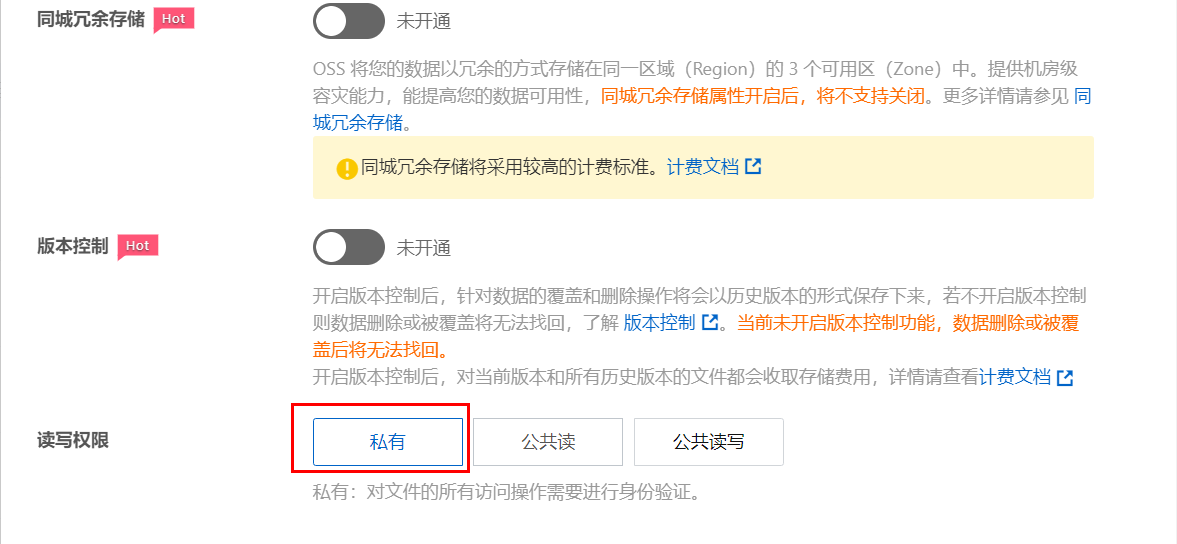 同城冗余存储 Hot 未开通
OSS 将您的数据以冗余的方式存储在同一区域（Region）的 3 个可用区（Zone）中。提供机房级
容灾能力，能提高您的数据可用性，同城冗余存储属性开启后，将不支持关闭。更多详情请参见 同
城冗余存储。
同城冗余存储将采用较高的计费标准。计费文档
版本控制 Hot 未开通
开启版本控制后，针对数据的覆盖和删除操作将会以历史版本的形式保存下来，若不开启版本控制
则数据删除或被覆盖将无法找回，了解 版本控制 。当前未开启版本控制功能，数据删除或被覆
盖后将无法找回。
开启版本控制后，对当前版本和所有历史版本的文件都会收取存储费用，详情请查看计费文档
读写权限 私有 公共读 公共读写
私有：对文件的所有访问操作需要进行身份验证。